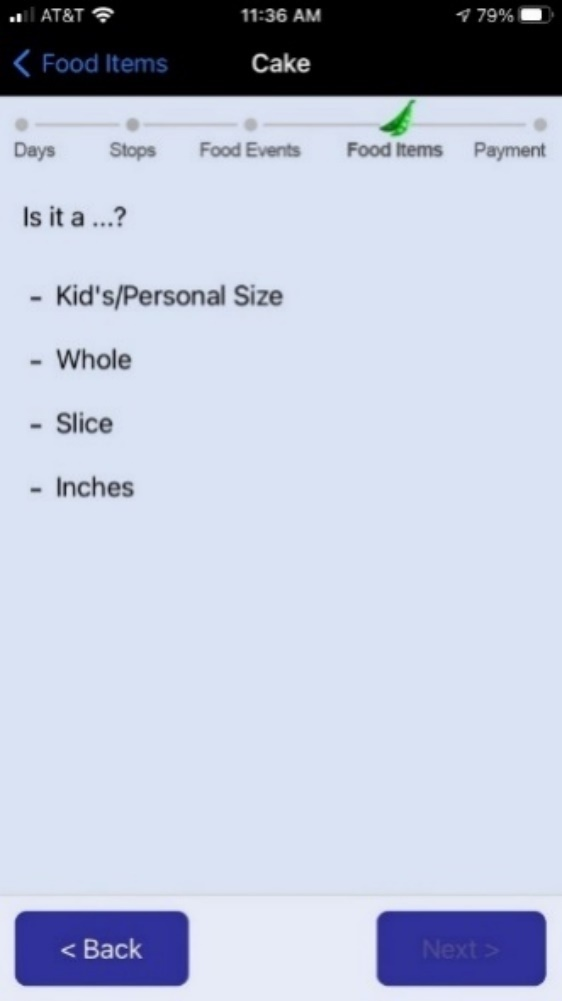 AT&T 11:36 AM 79%
Food Items Cake
Days Stops Food Events Food Items Payment
Is it a ...?
- Kid's/Personal Size
- Whole
- Slice
- Inches
< Back Next >